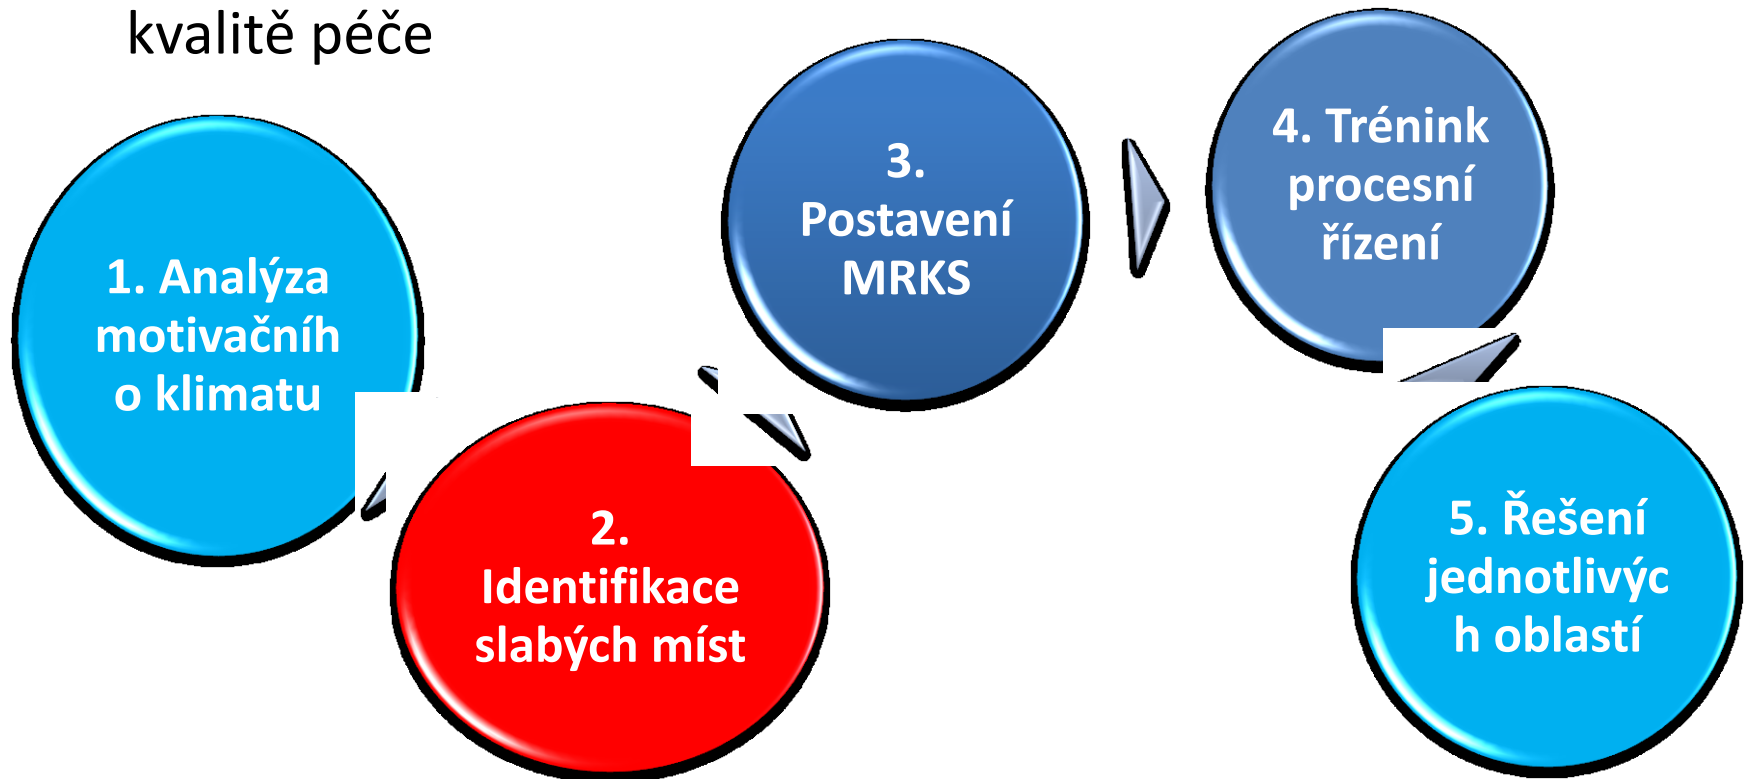 kvalitě péče
1. Analýza
motivačníh
o klimatu
2.
Identifikace
slabých míst
3.
Postavení
MRKS
4. Trénink
procesní
řízení
5. Řešení
jednotlivýc
h oblastí